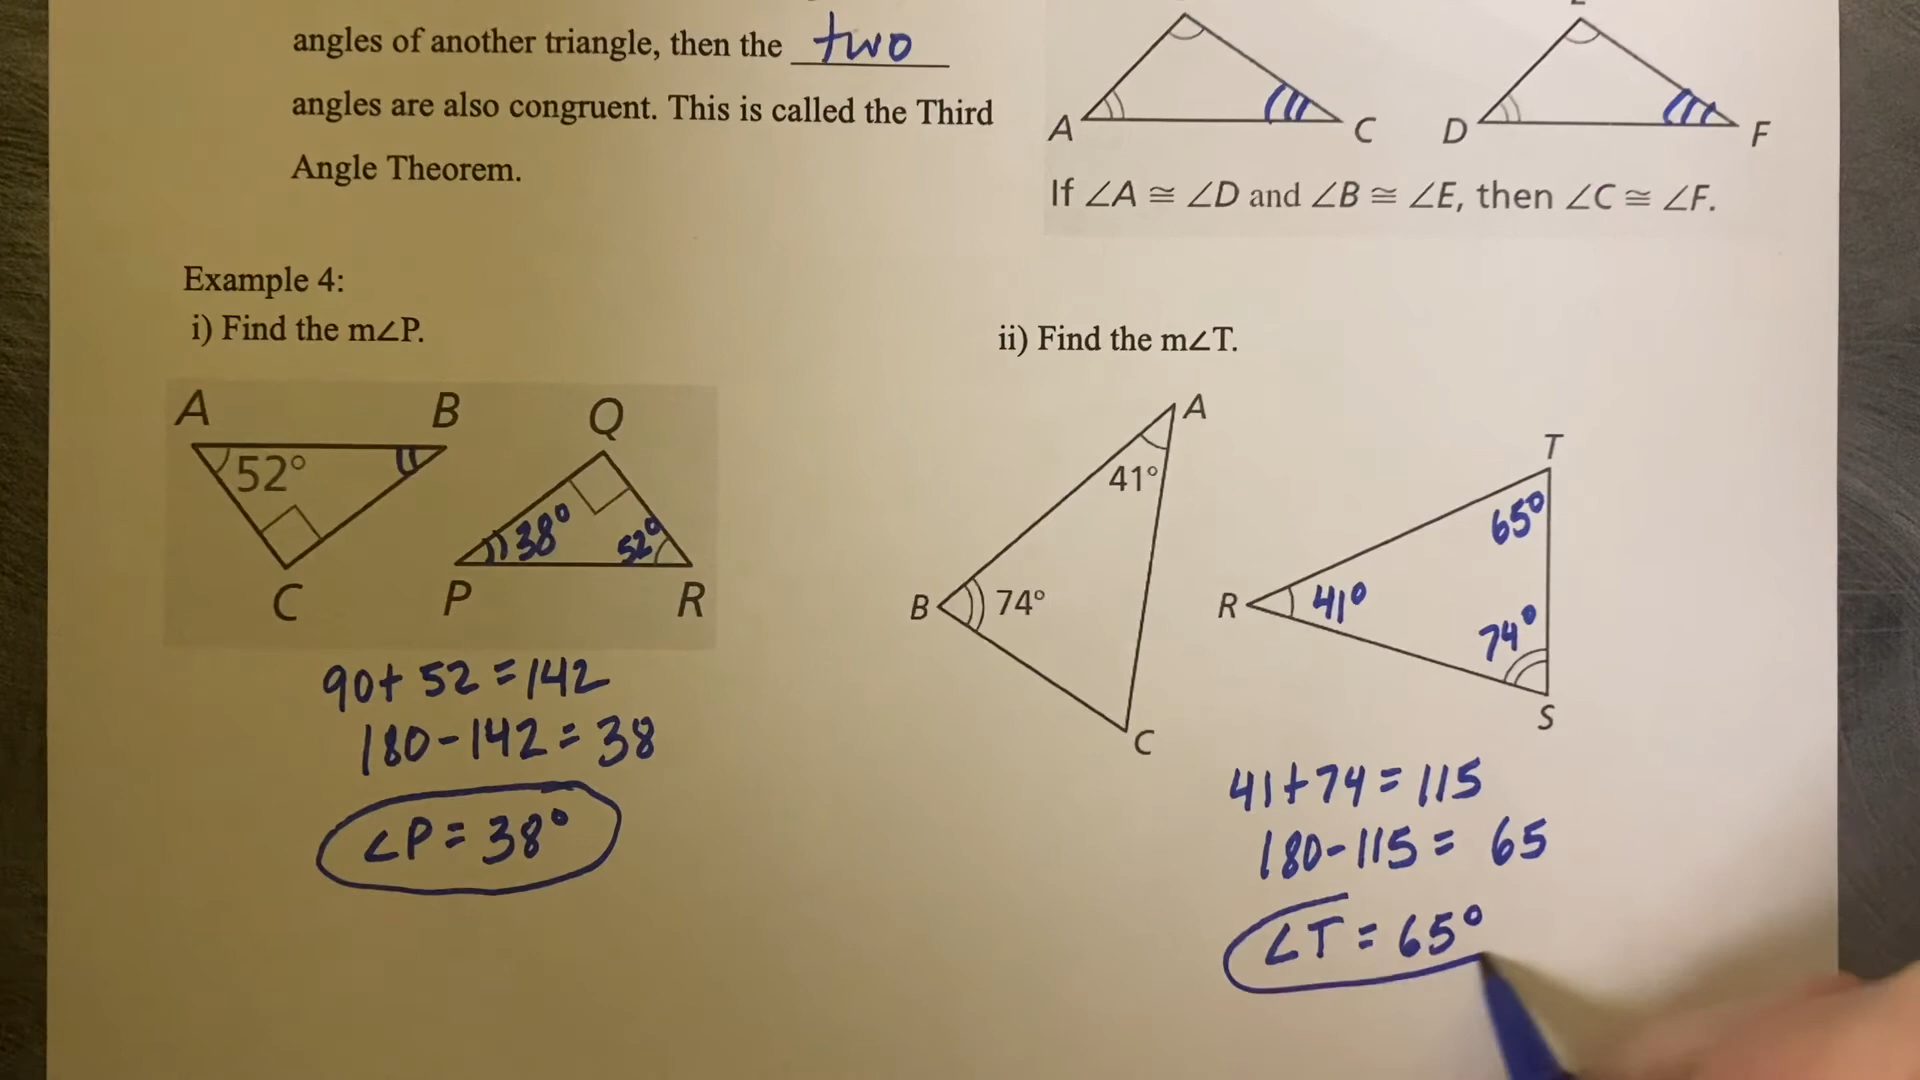 angles of another triangle, then the two
angles are also congruent. This is called the Third
Angle Theorem.
A C D F
If ∠A ≅ ∠D and ∠B ≅ ∠E, then ∠C ≅ ∠F.
Example 4:
i) Find the m∠P.
A B Q
52°
38° 52°
C P R
90+52=142
180-142=38
∠P=38°
ii) Find the m∠T.
A
41°
B 74°
C
T
65°
R 41°
74°
S
41+74=115
180-115=65
∠T=65°